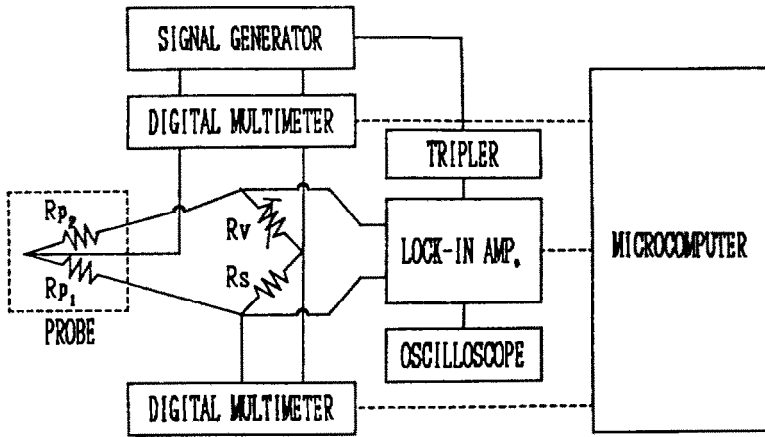 SIGNAL GENERATOR
DIGITAL MULTIMETER
TRIPLER
Rp₂
Rv
LOCK-IN AMP.
MICROCOMPUTER
Rs
Rp₁
PROBE
OSCILLOSCOPE
DIGITAL MULTIMETER